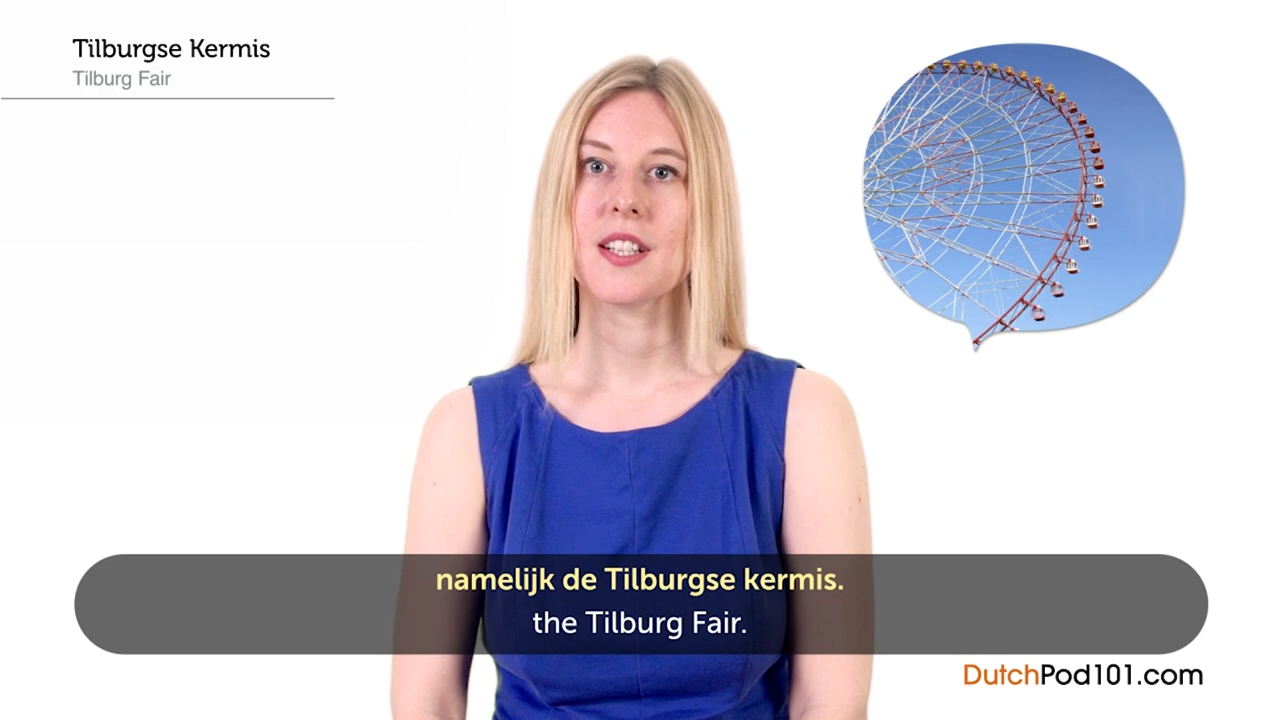 Tilburgse Kermis
Tilburg Fair
namelijk de Tilburgse kermis.
the Tilburg Fair.
DutchPod101.com